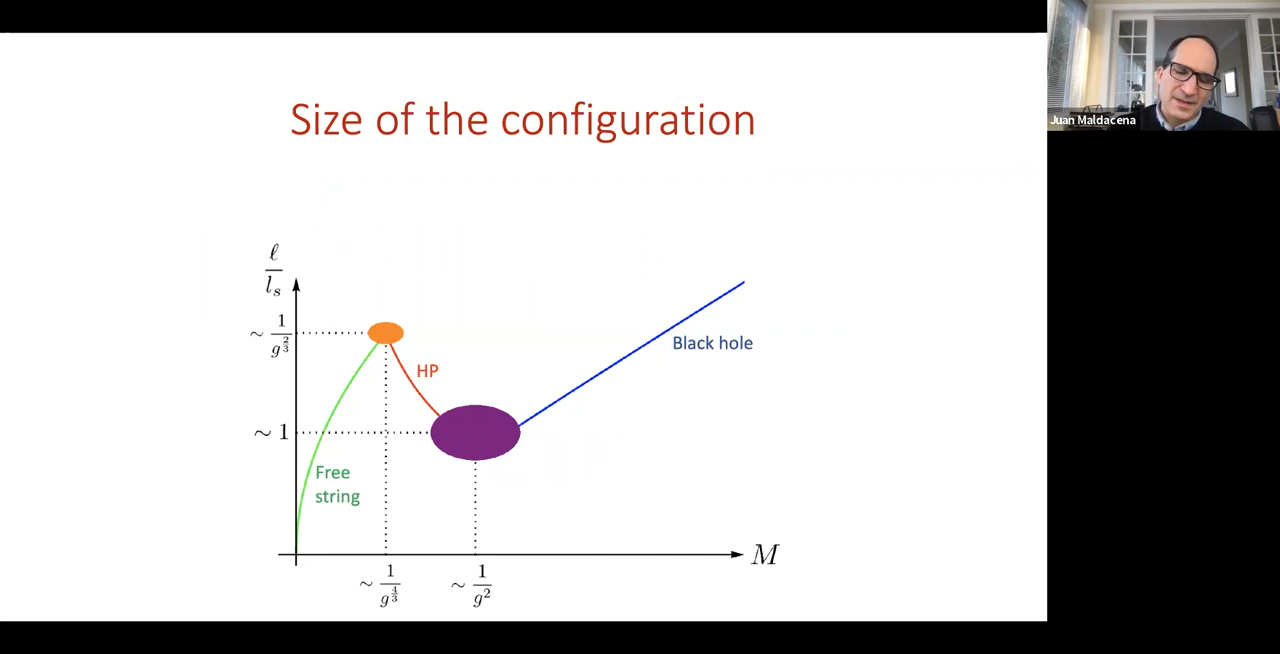 Size of the configuration
Juan Maldacena
ℓ
l_s
~ 1
g^{2/3}
HP
Black hole
~ 1
Free
string
M
~ 1
g^{4/3}
~ 1
g^2